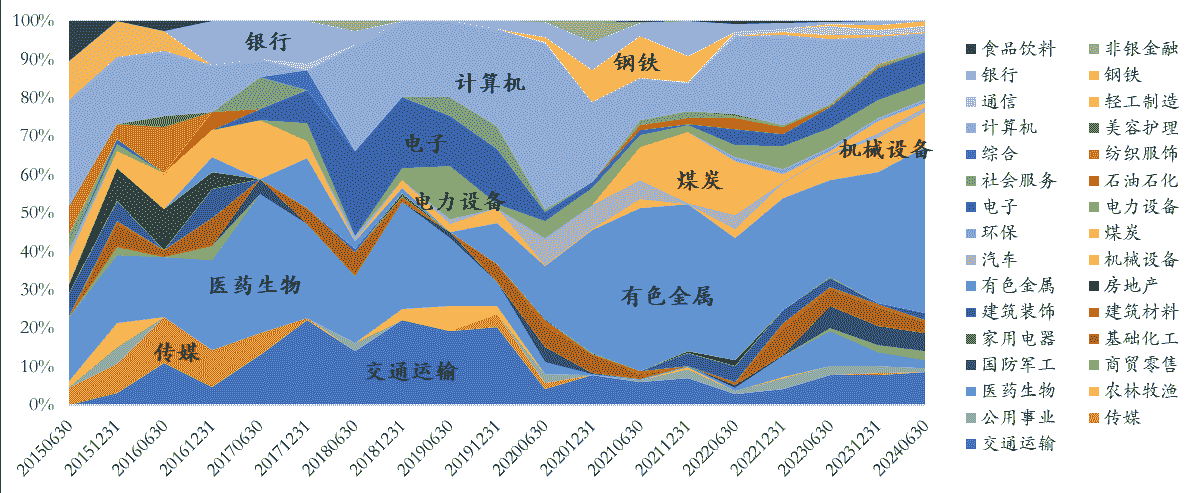 100%
90%
80%
70%
60%
50%
40%
30%
20%
10%
0%
银行
计算机
钢铁
电子
电力设备
煤炭
机械设备
医药生物
有色金属
传媒
交通运输
20150630
20151231
20160630
20161231
20170630
20171231
20180630
20181231
20190630
20191231
20200630
20201231
20210630
20211231
20220630
20221231
20230630
20231231
20240630
食品饮料 非银金融
银行 钢铁
通信 轻工制造
计算机 美容护理
综合 纺织服饰
社会服务 石油石化
电子 电力设备
环保 煤炭
汽车 机械设备
有色金属 房地产
建筑装饰 建筑材料
家用电器 基础化工
国防军工 商贸零售
医药生物 农林牧渔
公用事业 传媒
交通运输